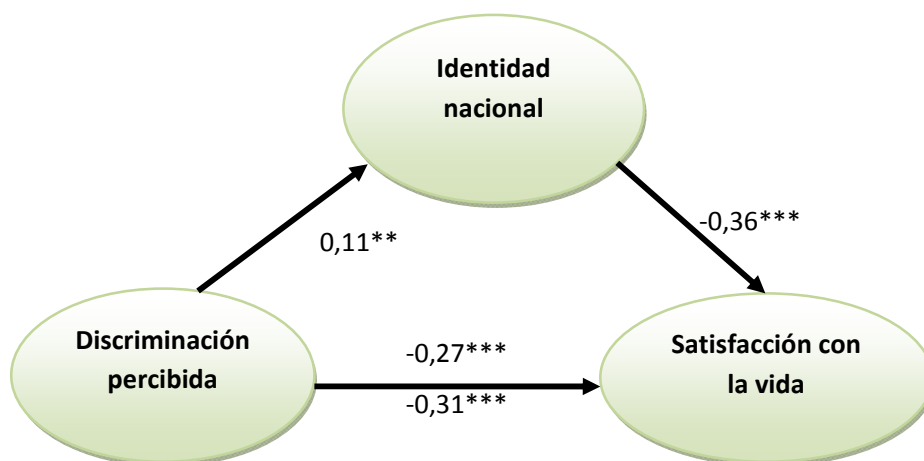 Identidad
nacional
0,11**
-0,36***
Discriminación
percibida
-0,27***
-0,31***
Satisfacción con
la vida